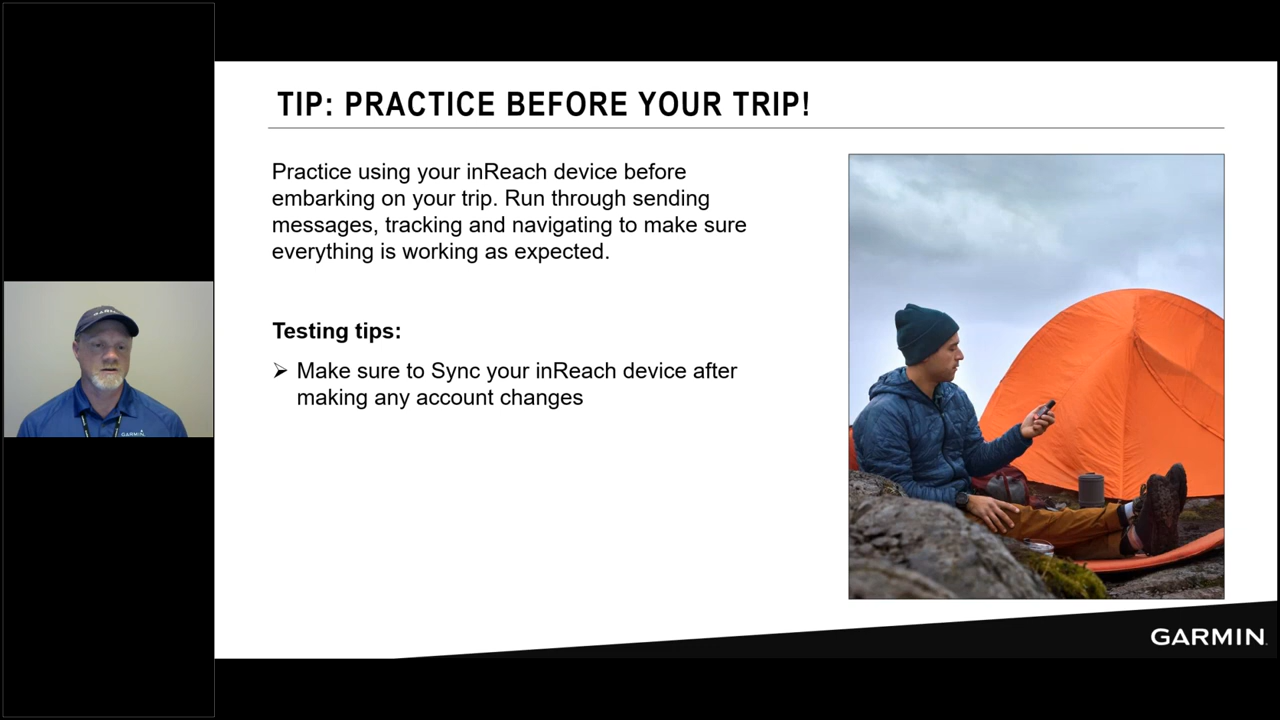 TIP: PRACTICE BEFORE YOUR TRIP!
Practice using your inReach device before
embarking on your trip. Run through sending
messages, tracking and navigating to make sure
everything is working as expected.
Testing tips:
➢ Make sure to Sync your inReach device after
making any account changes
GARMIN
GARMIN.